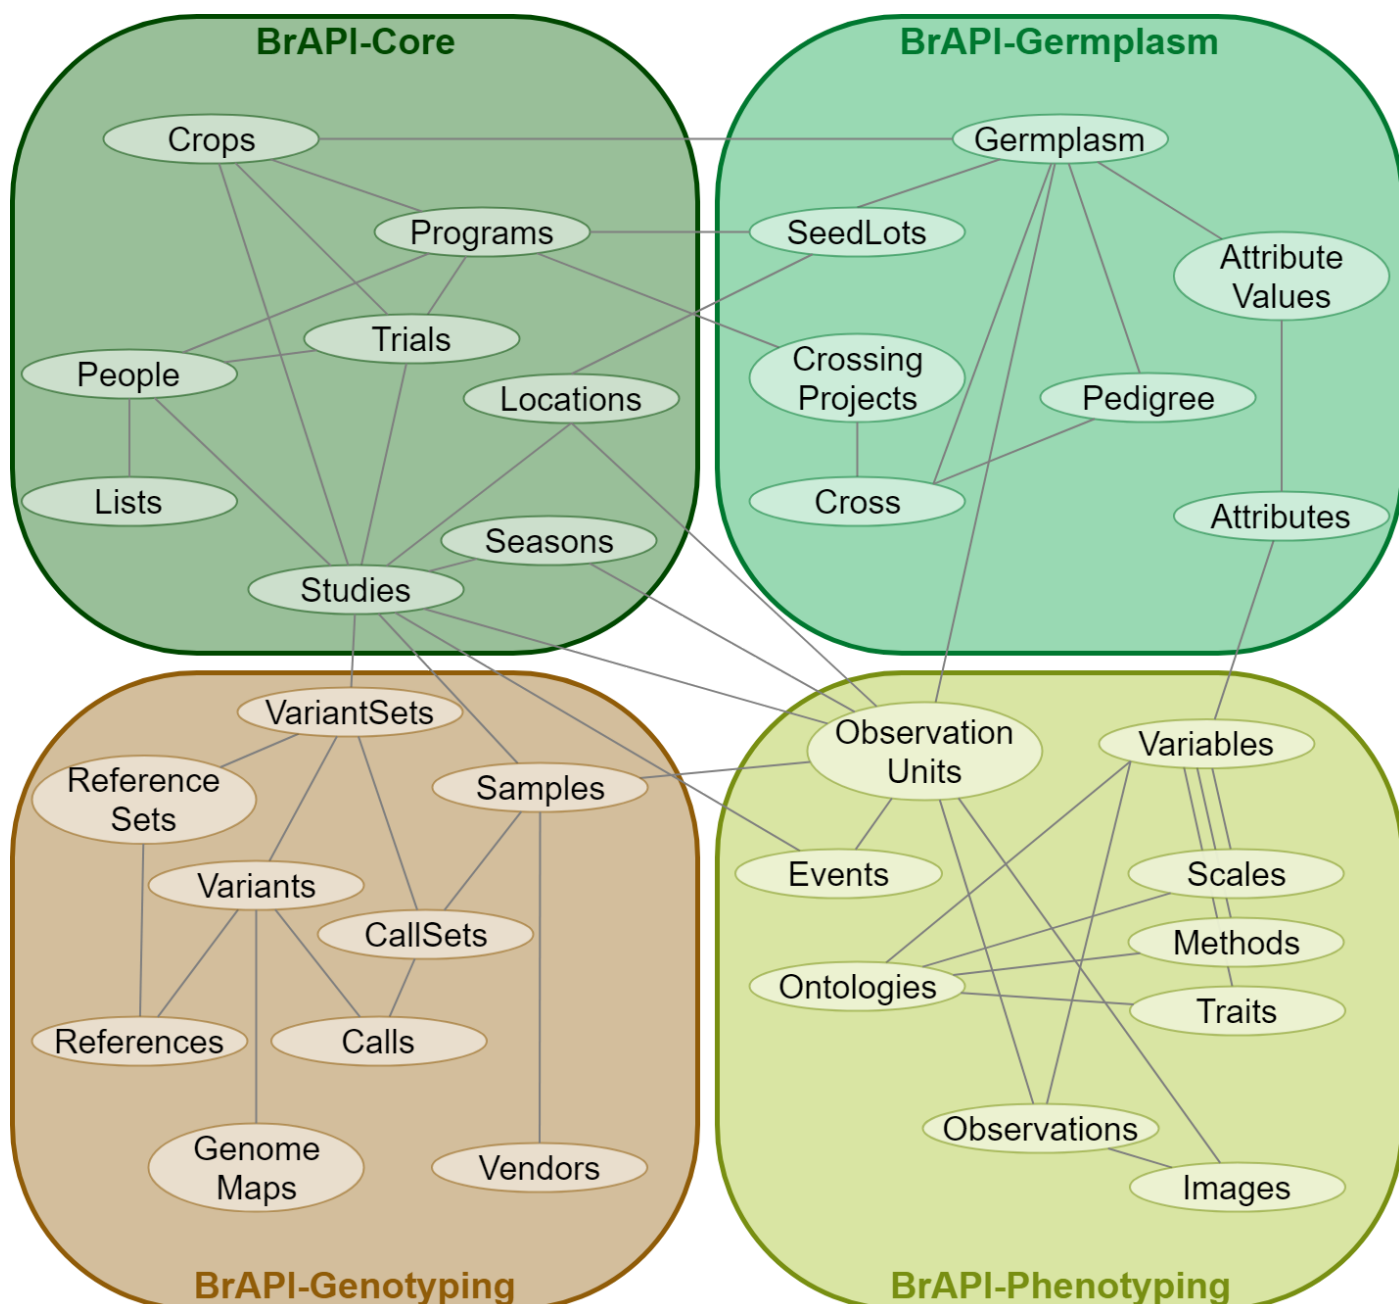 BrAPI-Core
Crops
Programs
Trials
People
Locations
Lists
Seasons
Studies
BrAPI-Germplasm
Germplasm
SeedLots
Attribute
Values
Crossing
Projects
Pedigree
Cross
Attributes
VariantSets
Reference
Sets
Samples
Variants
CallSets
References
Calls
Genome
Maps
Vendors
BrAPI-Genotyping
Observation
Units
Variables
Events
Scales
Methods
Ontologies
Traits
Observations
Images
BrAPI-Phenotyping